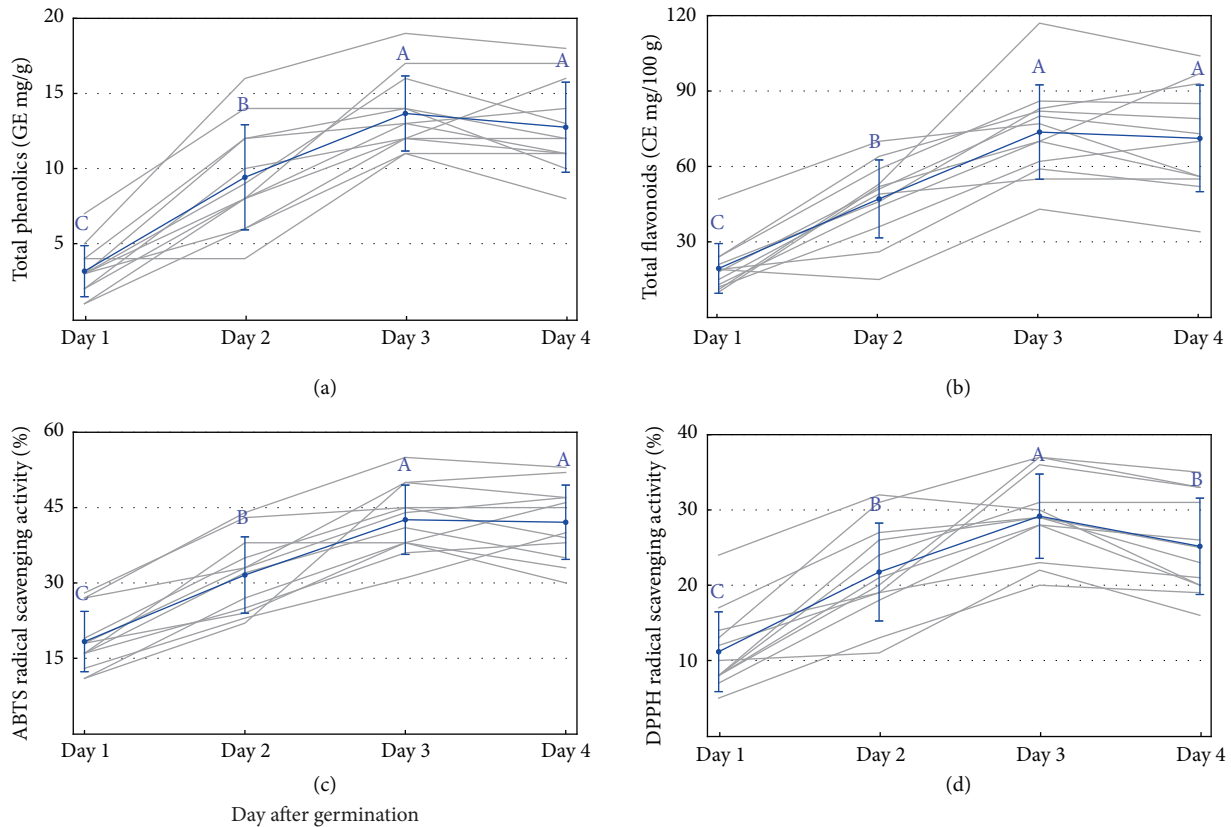 Total phenolics (GE mg/g)
20
15
10
5
C
B
A
A
Day 1
Day 2
Day 3
Day 4
(a)
Total flavonoids (CE mg/100 g)
120
90
60
30
C
B
A
A
Day 1
Day 2
Day 3
Day 4
(b)
ABTS radical scavenging activity (%)
60
45
30
15
C
B
A
A
Day 1
Day 2
Day 3
Day 4
(c)
Day after germination
DPPH radical scavenging activity (%)
40
30
20
10
C
B
A
B
Day 1
Day 2
Day 3
Day 4
(d)